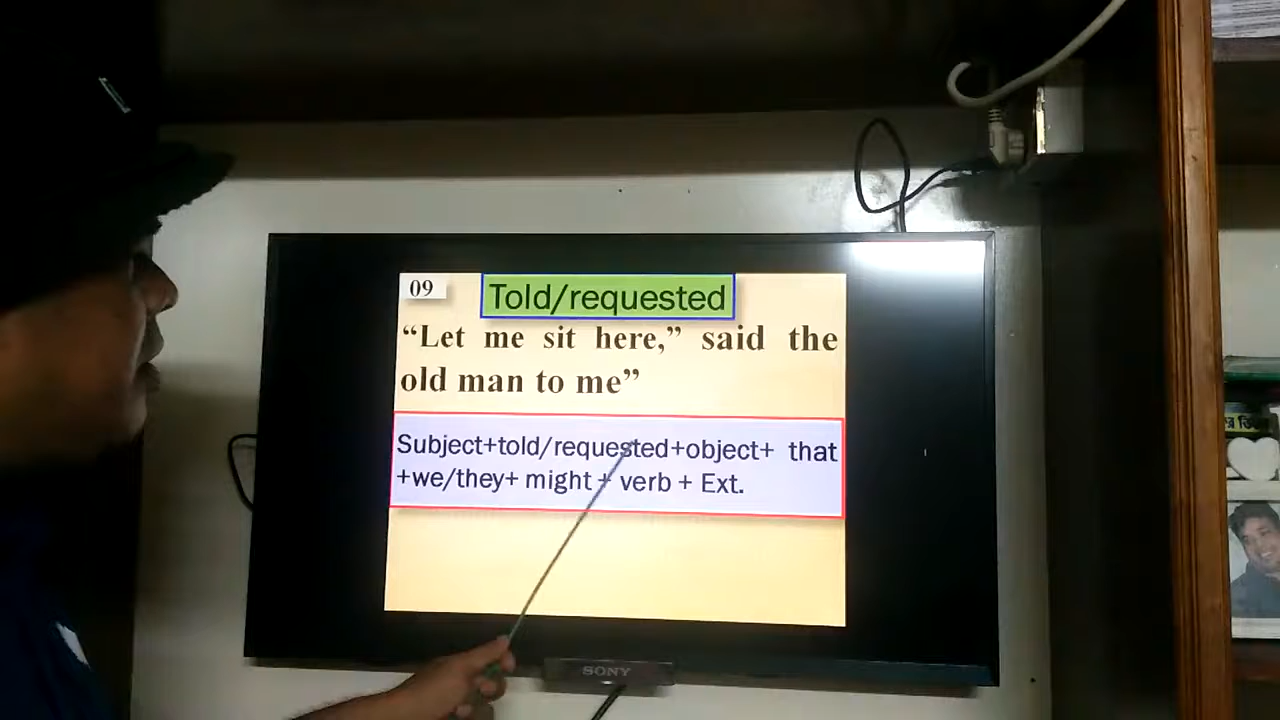 09
Told/requested
“Let me sit here,” said the
old man to me”
Subject+told/requested+object+ that
+we/they+ might + verb + Ext.
SONY